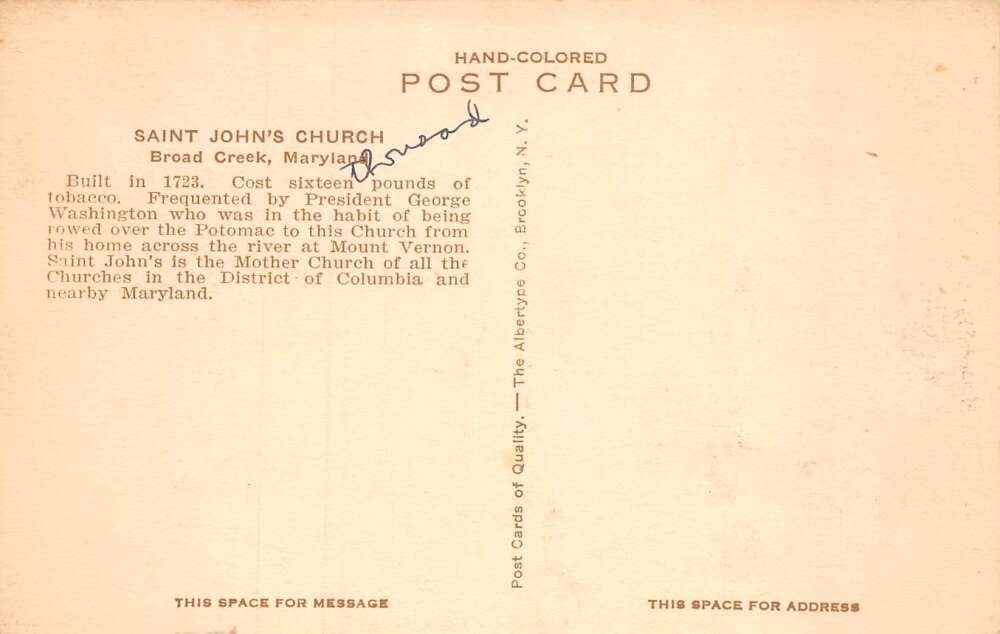 HAND-COLORED
POST CARD
SAINT JOHN'S CHURCH
Broad Creek, Maryland
thousand
Built in 1723. Cost sixteen pounds of
tobacco. Frequented by President George
Washington who was in the habit of being
rowed over the Potomac to this Church from
his home across the river at Mount Vernon.
Saint John's is the Mother Church of all the
Churches in the District of Columbia and
nearby Maryland.
Post Cards of Quality. — The Albertype Co., Brooklyn, N. Y.
THIS SPACE FOR MESSAGE
THIS SPACE FOR ADDRESS